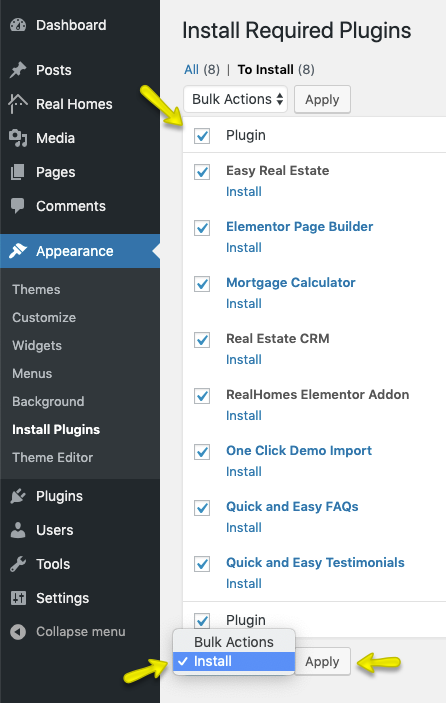 Dashboard
Posts
Real Homes
Media
Pages
Comments
Appearance
Themes
Customize
Widgets
Menus
Background
Install Plugins
Theme Editor
Plugins
Users
Tools
Settings
Collapse menu
Install Required Plugins
All (8) | To Install (8)
Bulk Actions Apply
Plugin
Easy Real Estate
Install
Elementor Page Builder
Install
Mortgage Calculator
Install
Real Estate CRM
Install
RealHomes Elementor Addon
Install
One Click Demo Import
Install
Quick and Easy FAQs
Install
Quick and Easy Testimonials
Install
Plugin
Bulk Actions
✓ Install Apply